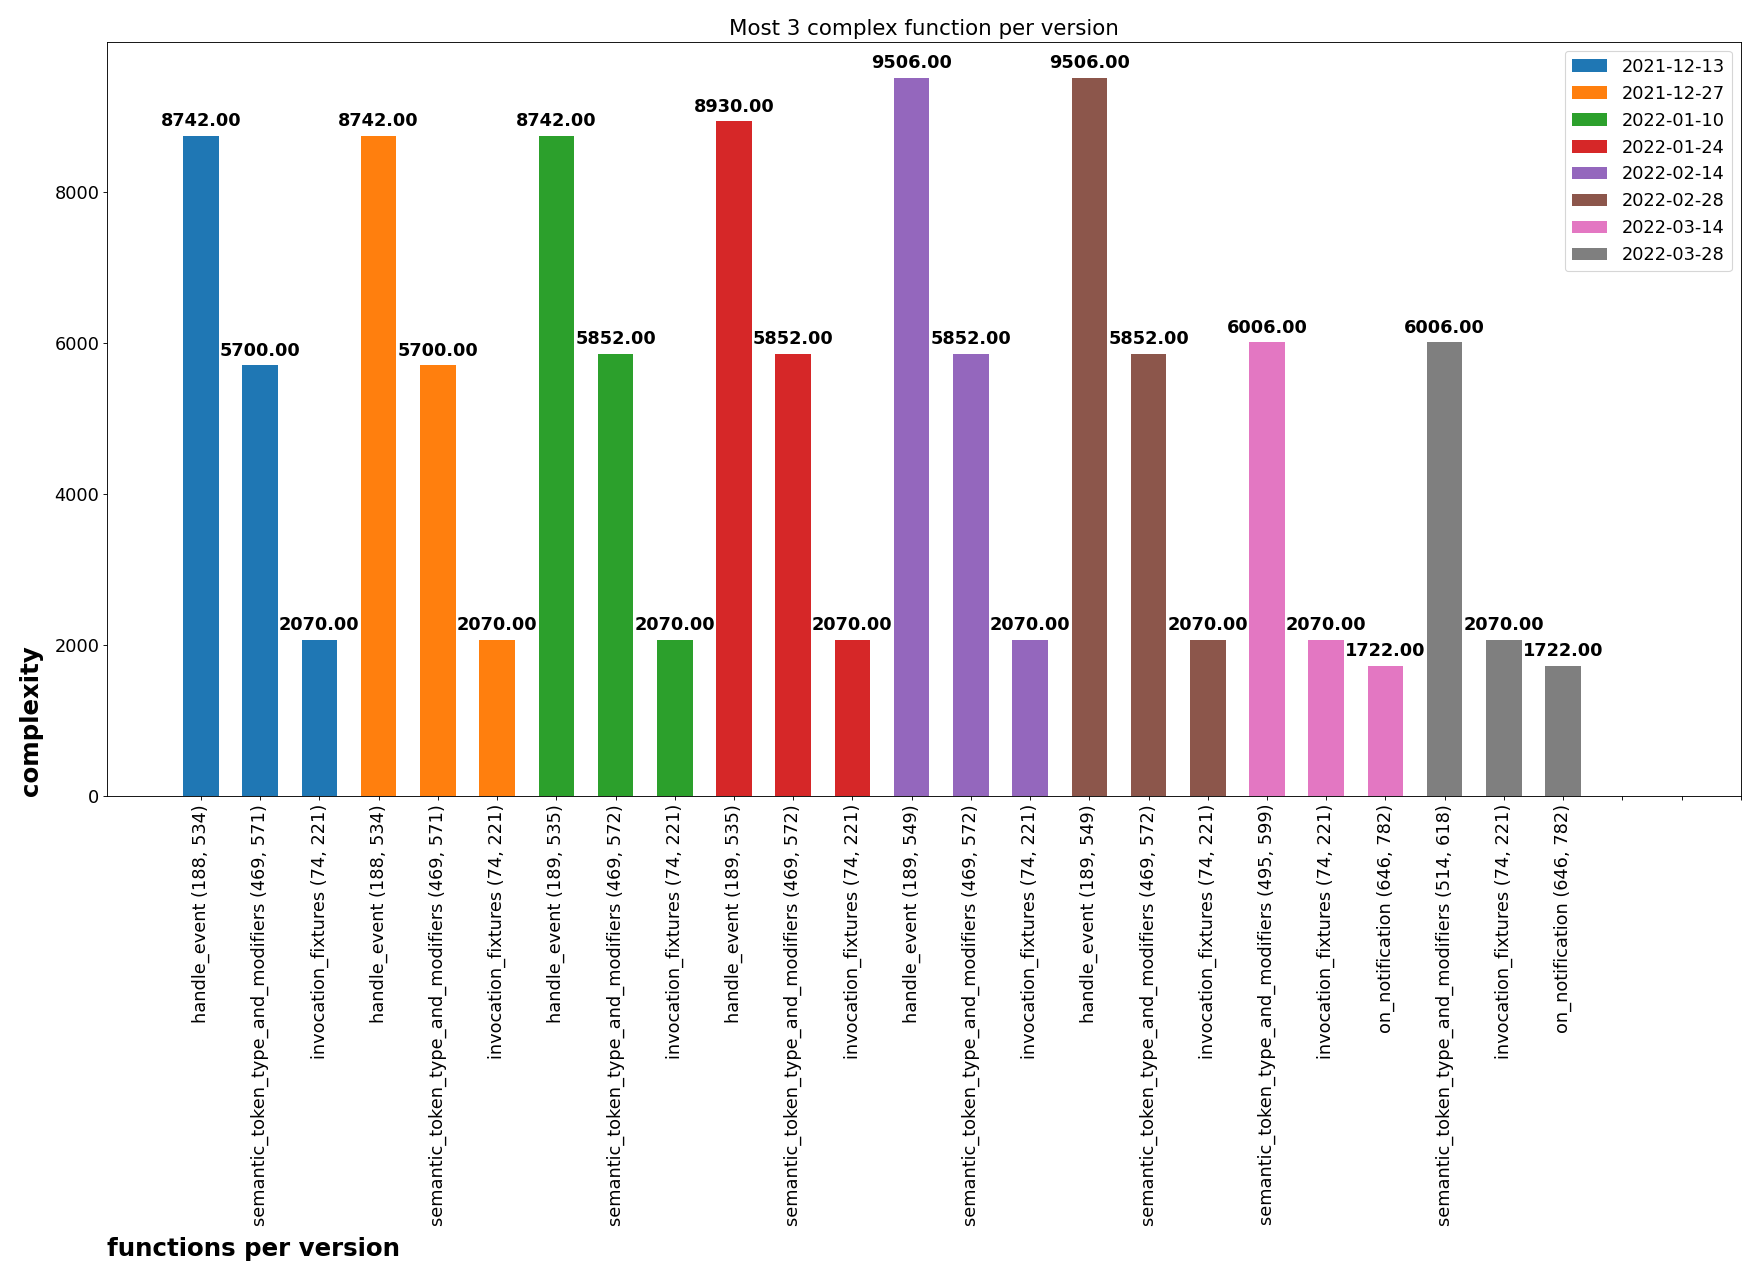 Most 3 complex function per version
9506.00 9506.00
8930.00
8742.00 8742.00 8742.00
6006.00 6006.00
5852.00 5852.00 5852.00 5852.00
5700.00 5700.00
2070.00 2070.00 2070.00 2070.00 2070.00 2070.00 2070.00 2070.00
1722.00 1722.00
2021-12-13
2021-12-27
2022-01-10
2022-01-24
2022-02-14
2022-02-28
2022-03-14
2022-03-28
8000
6000
4000
2000
0
complexity
handle_event (188, 534)
semantic_token_type_and_modifiers (469, 571)
invocation_fixtures (74, 221)
handle_event (188, 534)
semantic_token_type_and_modifiers (469, 571)
invocation_fixtures (74, 221)
handle_event (189, 535)
semantic_token_type_and_modifiers (469, 572)
invocation_fixtures (74, 221)
handle_event (189, 535)
semantic_token_type_and_modifiers (469, 572)
invocation_fixtures (74, 221)
handle_event (189, 549)
semantic_token_type_and_modifiers (469, 572)
invocation_fixtures (74, 221)
handle_event (189, 549)
semantic_token_type_and_modifiers (469, 572)
invocation_fixtures (74, 221)
semantic_token_type_and_modifiers (495, 599)
invocation_fixtures (74, 221)
on_notification (646, 782)
semantic_token_type_and_modifiers (514, 618)
invocation_fixtures (74, 221)
on_notification (646, 782)
functions per version